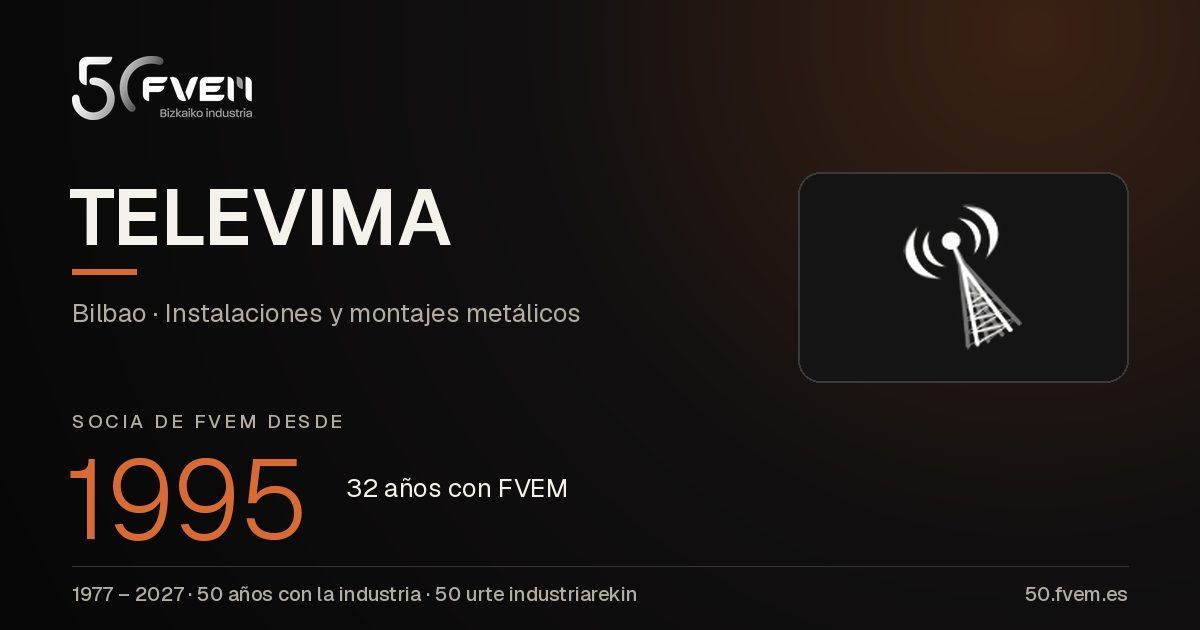 50 FVEM
Bizkaiko industria
TELEVIMA
Bilbao · Instalaciones y montajes metálicos
SOCIA DE FVEM DESDE
1995
32 años con FVEM
1977 – 2027 · 50 años con la industria · 50 urte industriarekin
50.fvem.es